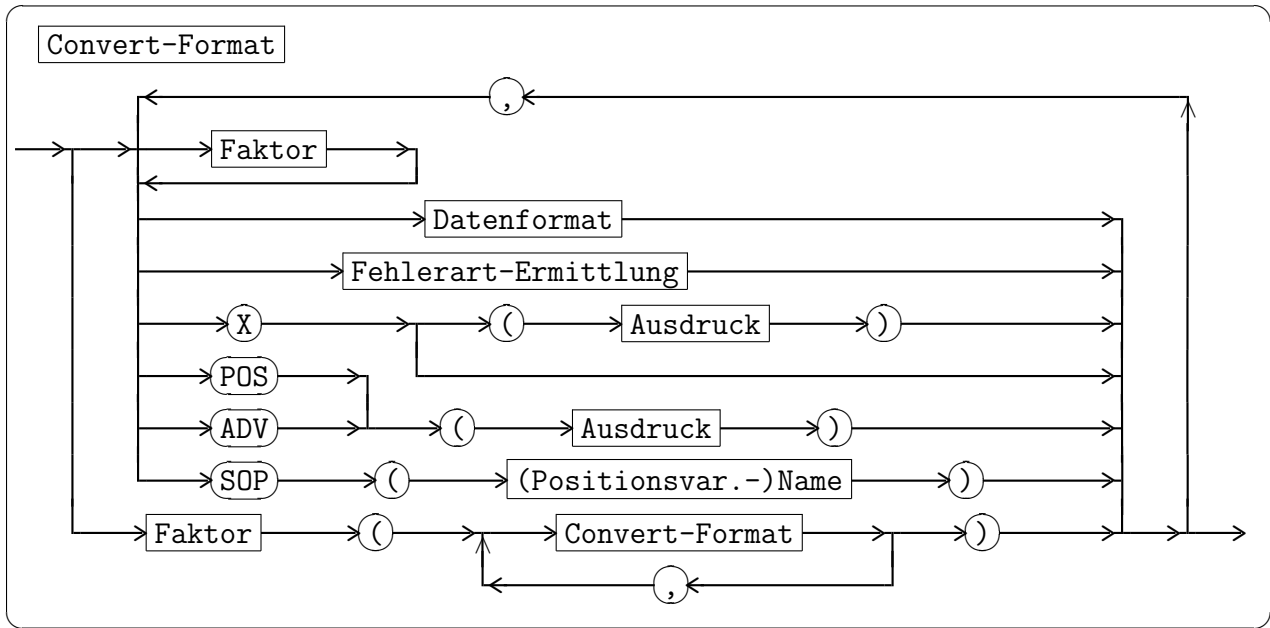 Convert-Format
,
Faktor
Datenformat
Fehlerart-Ermittlung
X ( Ausdruck )
POS
ADV ( Ausdruck )
SOP ( (Positionsvar.-)Name )
Faktor ( Convert-Format )
,